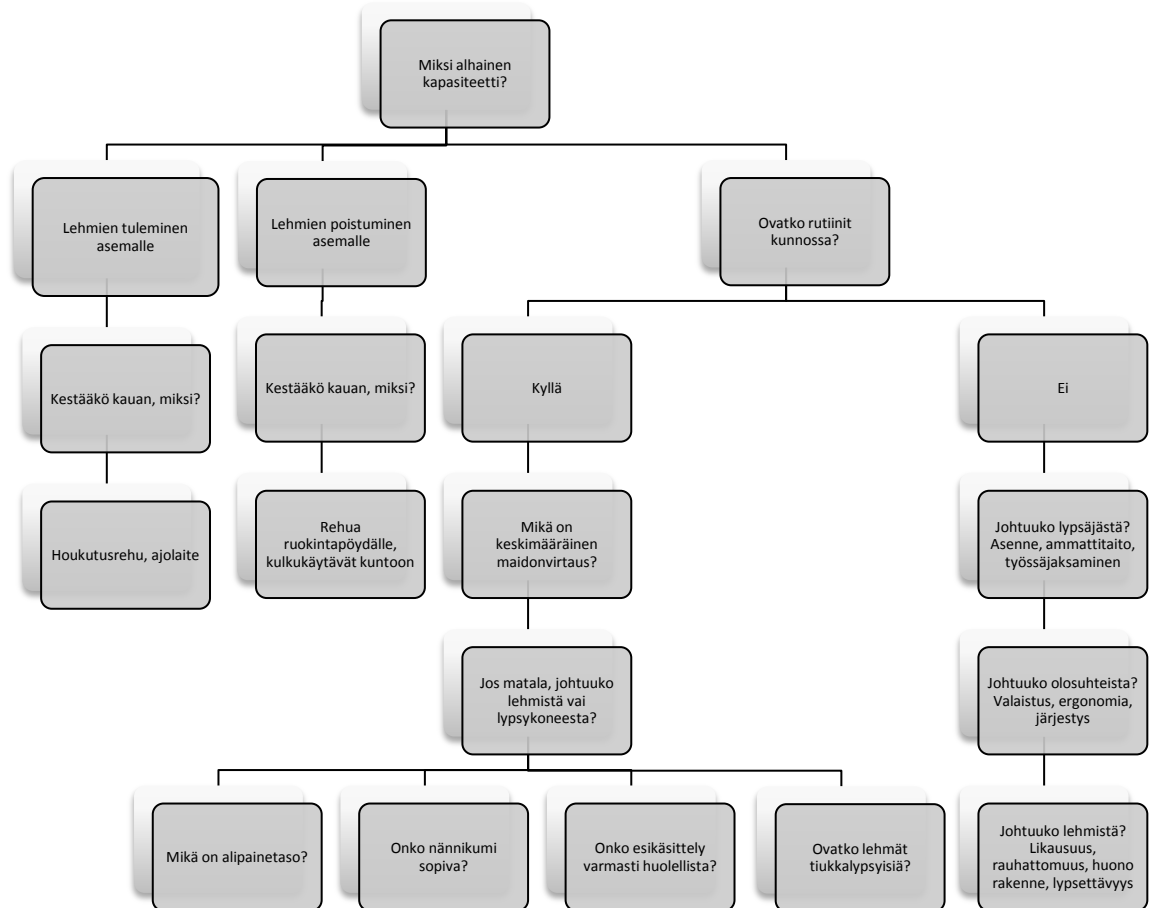 Miksi alhainen
kapasiteetti?
Lehmien tuleminen
asemalle
Lehmien poistuminen
asemalle
Ovatko rutiinit
kunnossa?
Kestääkö kauan, miksi?
Kestääkö kauan, miksi?
Kyllä
Ei
Houkutusrehu, ajolaite
Rehua
ruokintapöydälle,
kulkukäytävät kuntoon
Mikä on
keskimääräinen
maidonvirtaus?
Johtuuko lypsäjästä?
Asenne, ammattitaito,
työssäjaksaminen
Jos matala, johtuuko
lehmistä vai
lypsykoneesta?
Johtuuko olosuhteista?
Valaistus, ergonomia,
järjestys
Mikä on alipainetaso?
Onko nännikumi
sopiva?
Onko esikäsittely
varmasti huolellista?
Ovatko lehmät
tiukkalypsyisiä?
Johtuuko lehmistä?
Likausuus,
rauhattomuus, huono
rakenne, lypsettävyys